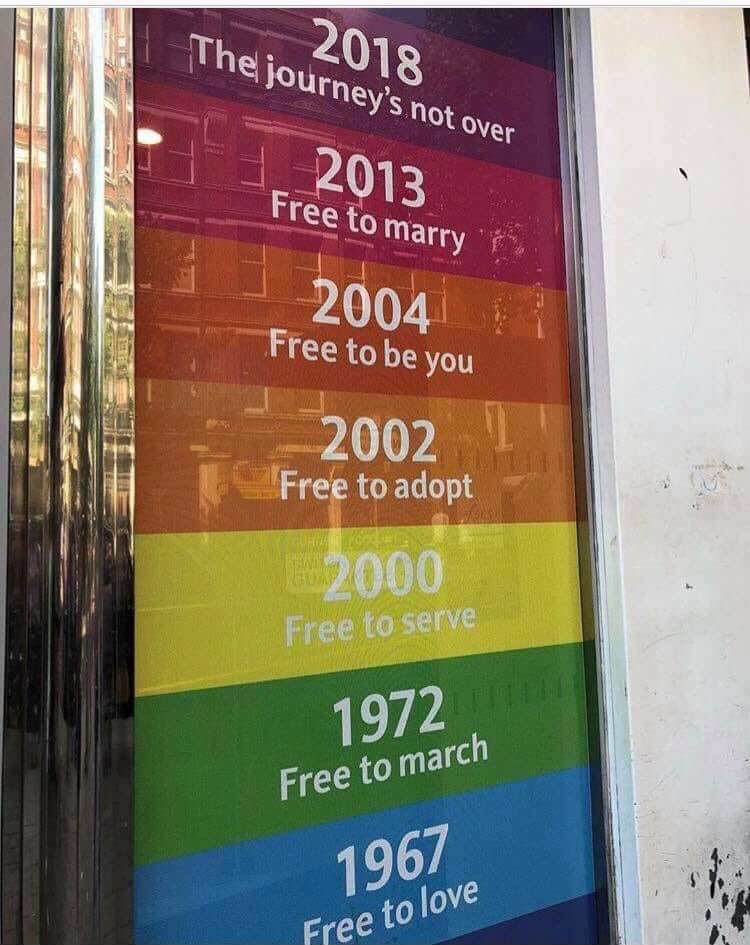 2018
The journey's not over
2013
Free to marry
2004
Free to be you
2002
Free to adopt
2000
Free to serve
1972
Free to march
1967
Free to love